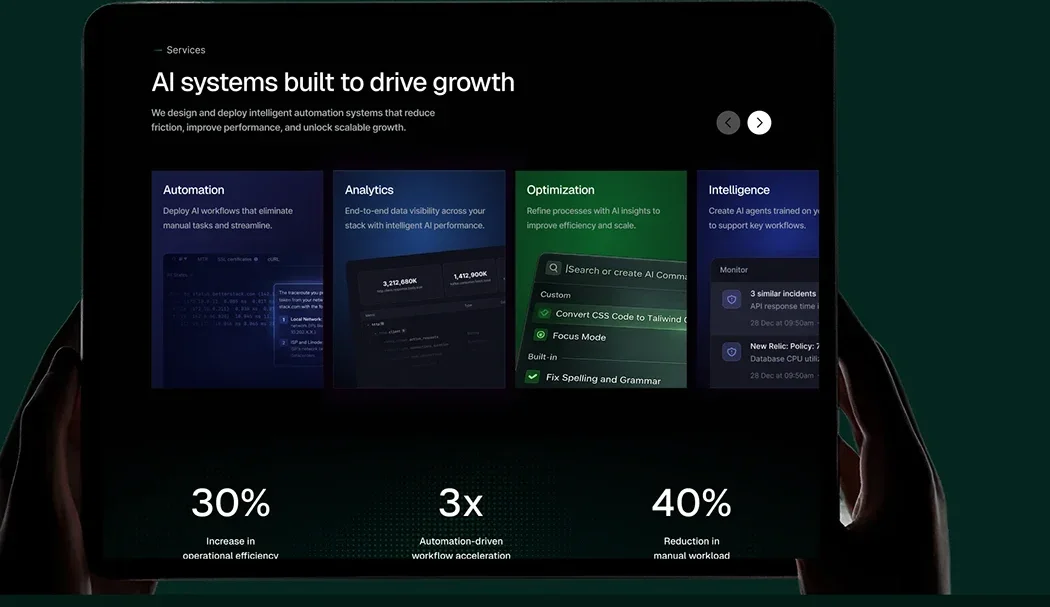 → Services
AI systems built to drive growth
We design and deploy intelligent automation systems that reduce
friction, improve performance, and unlock scalable growth.
Automation
Deploy AI workflows that eliminate
manual tasks and streamline.
Analytics
End-to-end data visibility across your
stack with intelligent AI performance.
3,212,680K
1,412,900K
Optimization
Refine processes with AI insights to
improve efficiency and scale.
Search or create AI Comma
Custom
Convert CSS Code to Taliwind
Focus Mode
Built-in
Fix Spelling and Grammar
Intelligence
Create AI agents trained on
to support key workflows.
Monitor
3 similar incidents
API response time
28 Dec at 09:50am
New Relic: Policy:
Database CPU
28 Dec at 09:50am
30%
Increase in
operational efficiency
3x
Automation-driven
workflow acceleration
40%
Reduction in
manual workload